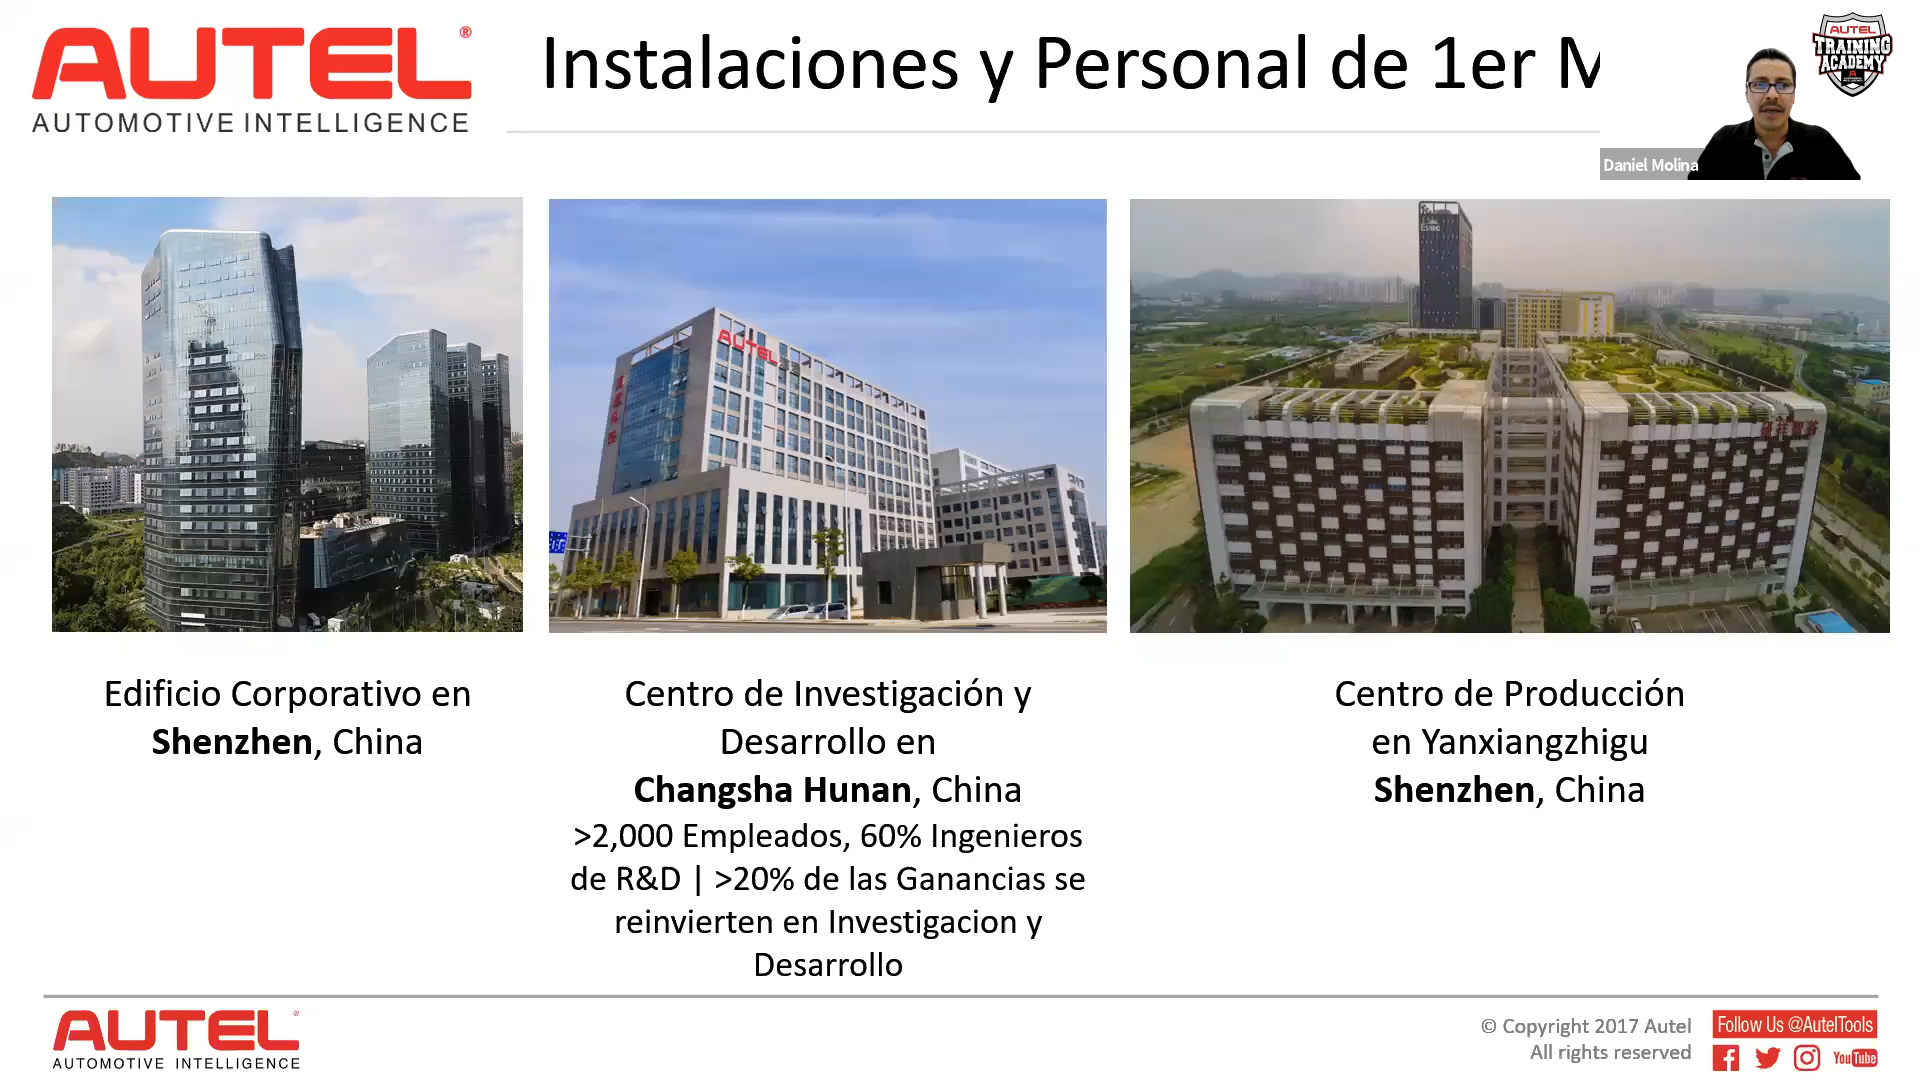 AUTEL®
AUTOMOTIVE INTELLIGENCE
Instalaciones y Personal de 1er M
AUTEL
TRAINING
ACADEMY
Daniel Molina
AUTEL
Edificio Corporativo en
Shenzhen, China
Centro de Investigación y
Desarrollo en
Changsha Hunan, China
>2,000 Empleados, 60% Ingenieros
de R&D | >20% de las Ganancias se
reinvierten en Investigacion y
Desarrollo
Centro de Producción
en Yanxiangzhigu
Shenzhen, China
AUTEL®
AUTOMOTIVE INTELLIGENCE
© Copyright 2017 Autel
All rights reserved
Follow Us @AutelTools
YouTube